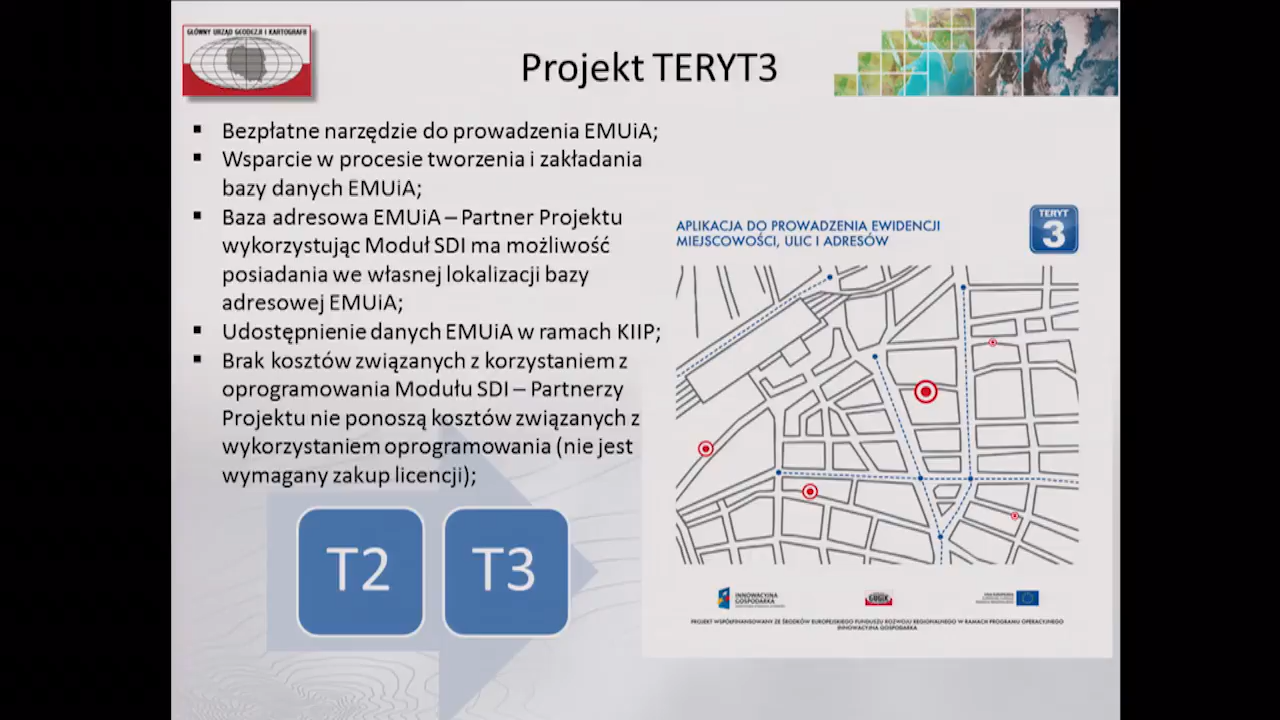 GŁÓWNY URZĄD GEODEZJI I KARTOGRAFII
Projekt TERYT3
▪ Bezpłatne narzędzie do prowadzenia EMUiA;
▪ Wsparcie w procesie tworzenia i zakładania
bazy danych EMUiA;
▪ Baza adresowa EMUiA – Partner Projektu
wykorzystując Moduł SDI ma możliwość
posiadania we własnej lokalizacji bazy
adresowej EMUiA;
▪ Udostępnienie danych EMUiA w ramach KIIP;
▪ Brak kosztów związanych z korzystaniem z
oprogramowania Modułu SDI – Partnerzy
Projektu nie ponoszą kosztów związanych z
wykorzystaniem oprogramowania (nie jest
wymagany zakup licencji);
T2
T3
APLIKACJA DO PROWADZENIA EWIDENCJI
MIEJSCOWOŚCI, ULIC I ADRESÓW
TERYT
3
INNOWACYJNA
GOSPODARKA
GUGiK
PROJEKT WSPÓŁFINANSOWANY ZE ŚRODKÓW EUROPEJSKIEGO FUNDUSZU ROZWOJU REGIONALNEGO W RAMACH PROGRAMU OPERACYJNEGO
INNOWACYJNA GOSPODARKA